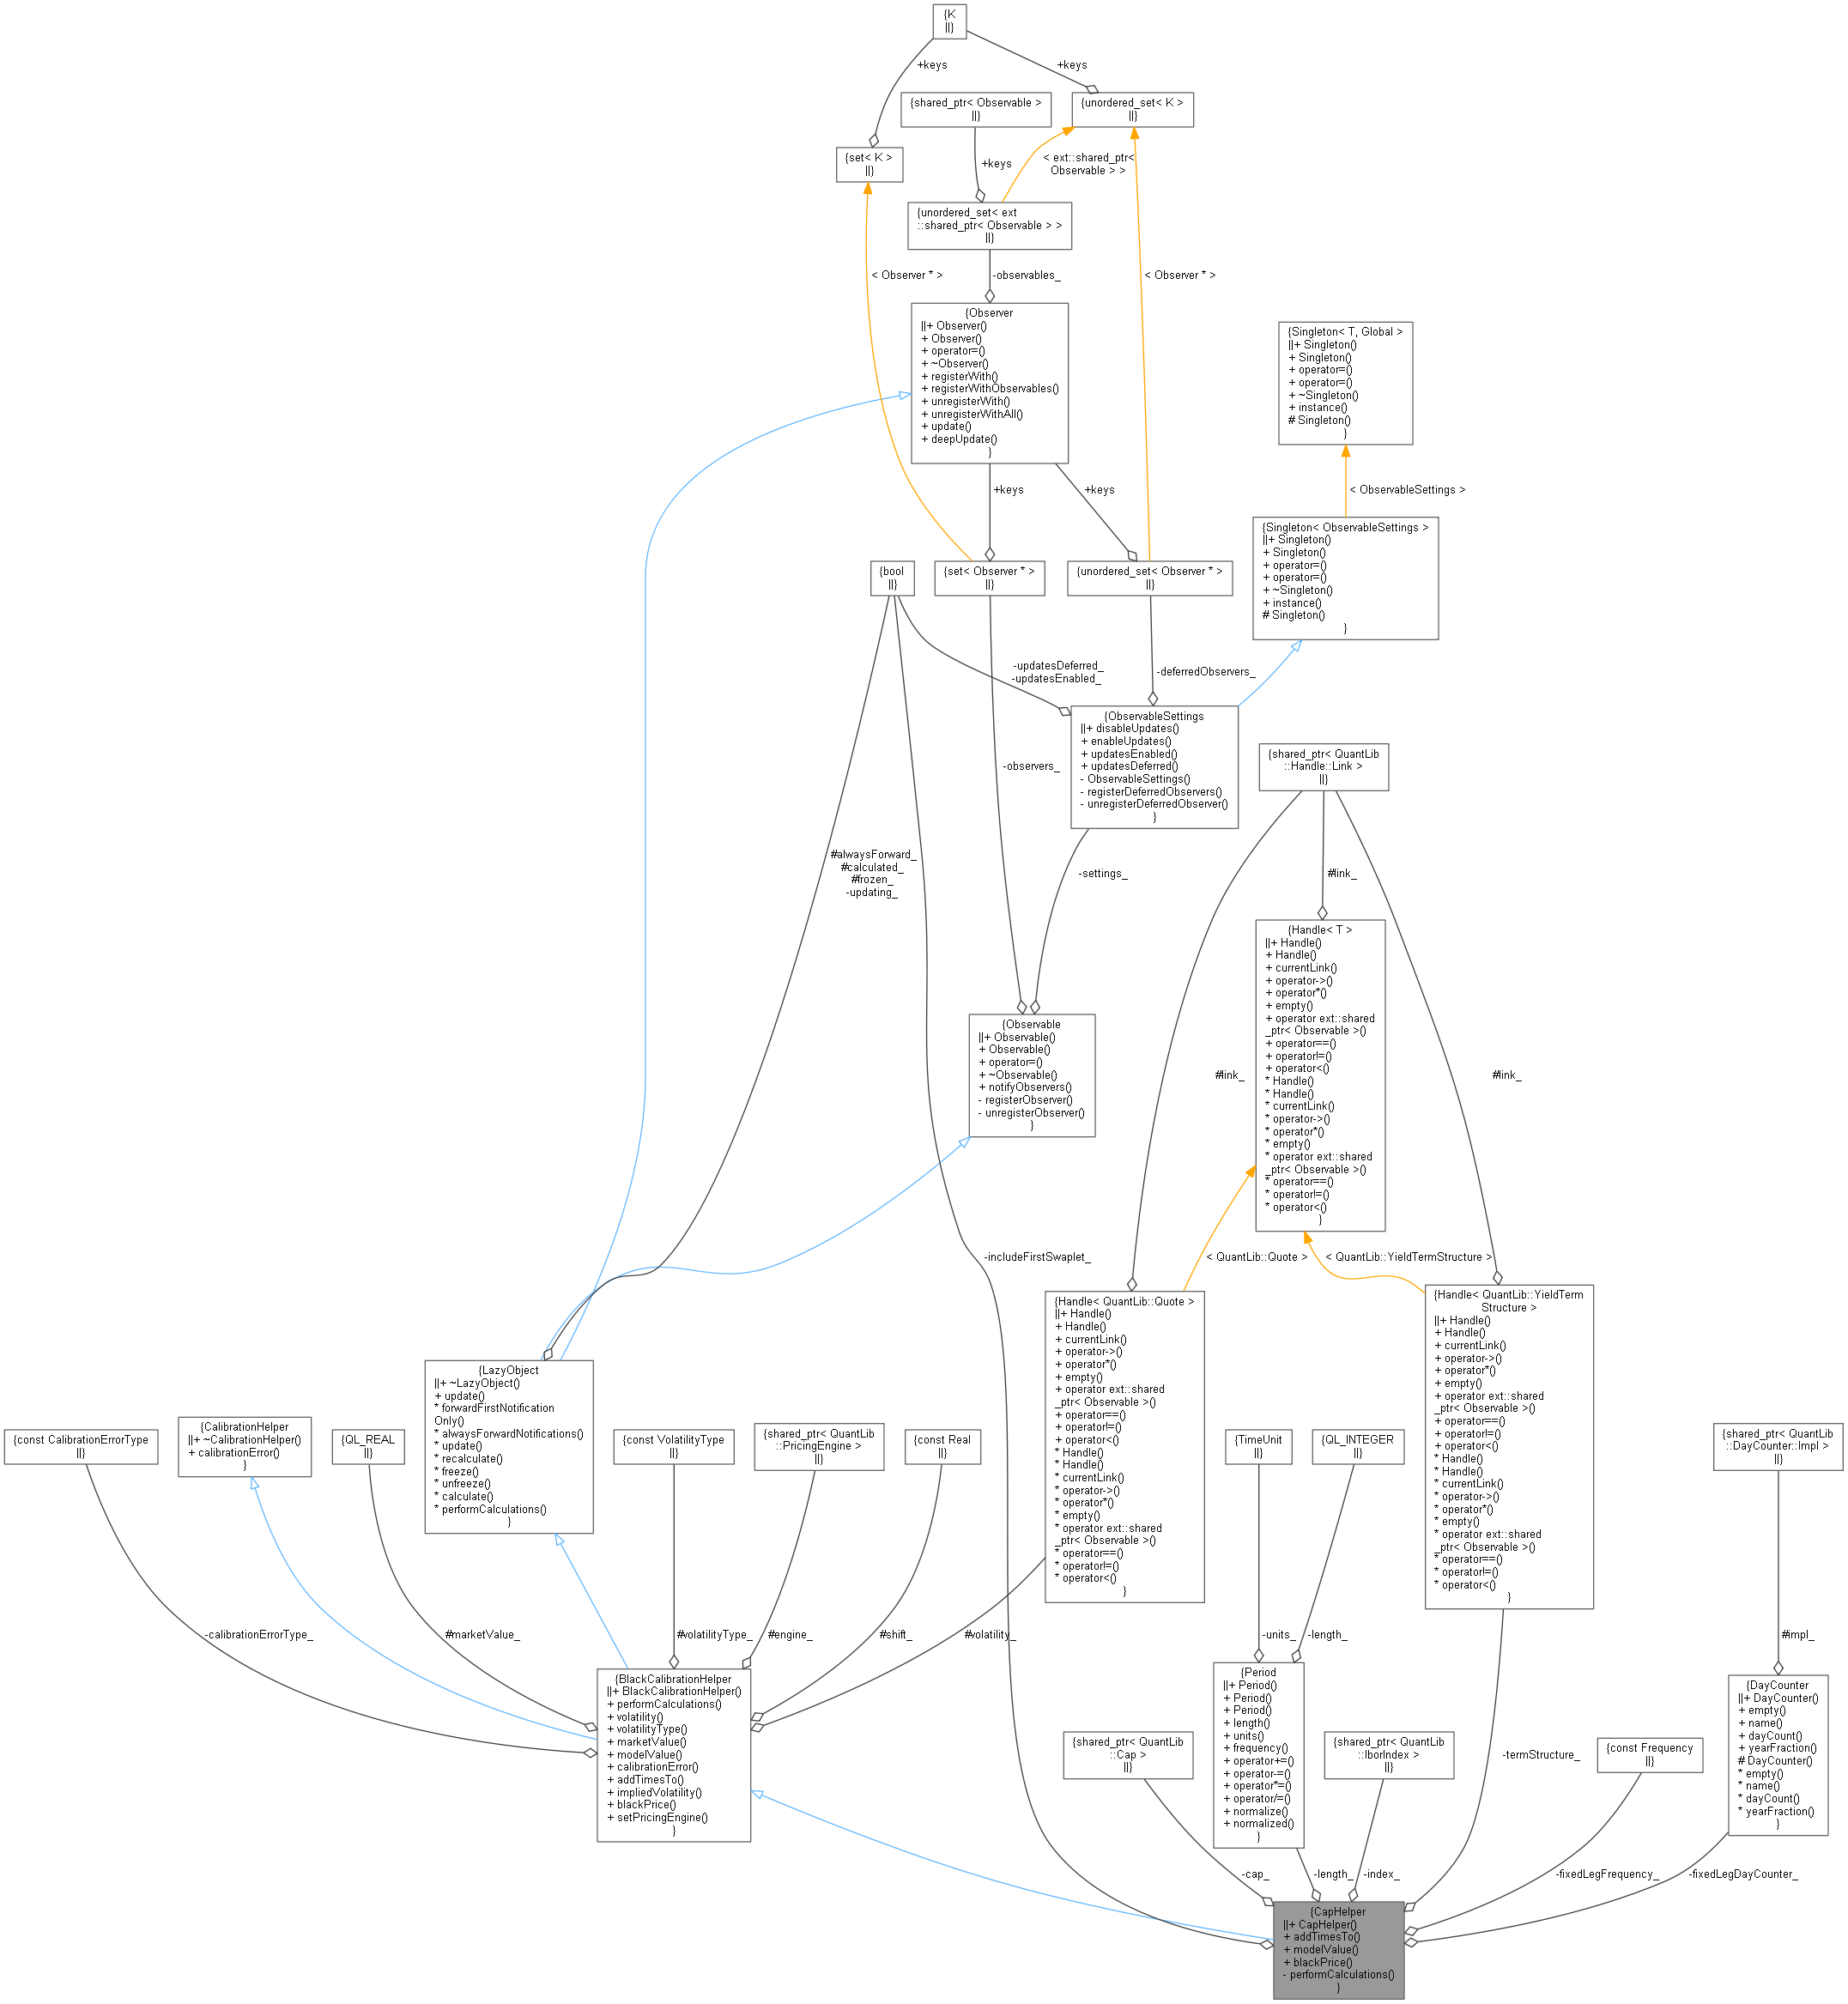 {K
||}
+keys
+keys
{shared_ptr< Observable >
||}
{unordered_set< K >
||}
{set< K >
||}
+keys
< ext::shared_ptr<
Observable > >
{unordered_set< ext
::shared_ptr< Observable > >
||}
< Observer * >
-observables_
< Observer * >
{Observer
||+ Observer()
+ Observer()
+ operator=()
+ ~Observer()
+ registerWith()
+ registerWithObservables()
+ unregisterWith()
+ unregisterWithAll()
+ update()
+ deepUpdate()
}
{Singleton< T, Global >
||+ Singleton()
+ Singleton()
+ operator=()
+ operator=()
+ ~Singleton()
+ instance()
# Singleton()
}
+keys
+keys
< ObservableSettings >
{Singleton< ObservableSettings >
||+ Singleton()
+ Singleton()
+ operator=()
+ operator=()
+ ~Singleton()
+ instance()
# Singleton()
}
{bool
||}
{set< Observer * >
||}
{unordered_set< Observer * >
||}
-updatesDeferred_
-updatesEnabled_
-deferredObservers_
{ObservableSettings
||+ disableUpdates()
+ enableUpdates()
+ updatesEnabled()
+ updatesDeferred()
- ObservableSettings()
- registerDeferredObservers()
- unregisterDeferredObserver()
}
-observers_
{shared_ptr< QuantLib
::Handle::Link >
||}
#alwaysForward_
#calculated_
#frozen_
-updating_
-settings_
#link_
{Handle< T >
||+ Handle()
+ Handle()
+ currentLink()
+ operator->()
+ operator*()
+ empty()
+ operator ext::shared
_ptr< Observable >()
+ operator==()
+ operator!=()
+ operator<()
* Handle()
* Handle()
* currentLink()
* operator->()
* operator*()
* empty()
* operator ext::shared
_ptr< Observable >()
* operator==()
* operator!=()
* operator<()
}
{Observable
||+ Observable()
+ Observable()
+ operator=()
+ ~Observable()
+ notifyObservers()
- registerObserver()
- unregisterObserver()
}
#link_
#link_
-includeFirstSwaplet_
< QuantLib::Quote >
< QuantLib::YieldTermStructure >
{Handle< QuantLib::Quote >
||+ Handle()
+ Handle()
+ currentLink()
+ operator->()
+ operator*()
+ empty()
+ operator ext::shared
_ptr< Observable >()
+ operator==()
+ operator!=()
+ operator<()
* Handle()
* Handle()
* currentLink()
* operator->()
* operator*()
* empty()
* operator ext::shared
_ptr< Observable >()
* operator==()
* operator!=()
* operator<()
}
{Handle< QuantLib::YieldTerm
Structure >
||+ Handle()
+ Handle()
+ currentLink()
+ operator->()
+ operator*()
+ empty()
+ operator ext::shared
_ptr< Observable >()
+ operator==()
+ operator!=()
+ operator<()
* Handle()
* Handle()
* currentLink()
* operator->()
* operator*()
* empty()
* operator ext::shared
_ptr< Observable >()
* operator==()
* operator!=()
* operator<()
}
{LazyObject
||+ ~LazyObject()
+ update()
* forwardFirstNotification
Only()
* alwaysForwardNotifications()
* update()
* recalculate()
* freeze()
* unfreeze()
* calculate()
* performCalculations()
}
{const CalibrationErrorType
||}
{CalibrationHelper
||+ ~CalibrationHelper()
+ calibrationError()
}
{QL_REAL
||}
{const VolatilityType
||}
{shared_ptr< QuantLib
::PricingEngine >
||}
{const Real
||}
{TimeUnit
||}
{QL_INTEGER
||}
{shared_ptr< QuantLib
::DayCounter::Impl >
||}
-calibrationErrorType_
#marketValue_
#volatilityType_
#engine_
#shift_
#volatility_
-units_
-length_
#impl_
{BlackCalibrationHelper
||+ BlackCalibrationHelper()
+ performCalculations()
+ volatility()
+ volatilityType()
+ marketValue()
+ modelValue()
+ calibrationError()
+ addTimesTo()
+ impliedVolatility()
+ blackPrice()
+ setPricingEngine()
}
{Period
||+ Period()
+ Period()
+ Period()
+ length()
+ units()
+ frequency()
+ operator+=()
+ operator-=()
+ operator*=()
+ operator/=()
+ normalize()
+ normalized()
}
{DayCounter
||+ DayCounter()
+ empty()
+ name()
+ dayCount()
+ yearFraction()
# DayCounter()
* empty()
* name()
* dayCount()
* yearFraction()
}
{shared_ptr< QuantLib
::Cap >
||}
{shared_ptr< QuantLib
::IborIndex >
||}
-termStructure_
{const Frequency
||}
-cap_
-length_
-index_
-fixedLegFrequency_
-fixedLegDayCounter_
{CapHelper
||+ CapHelper()
+ addTimesTo()
+ modelValue()
+ blackPrice()
- performCalculations()
}